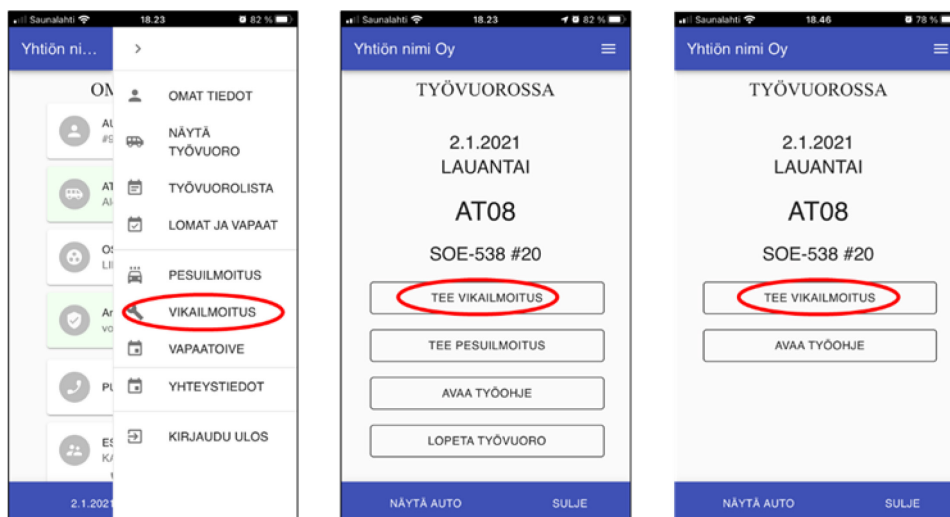 Saunalahti 18.23 82 %
Yhtiön ni...
OMAT TIEDOT
NÄYTÄ
TYÖVUORO
TYÖVUOROLISTA
LOMAT JA VAPAAT
PESUILMOITUS
VIKAILMOITUS
VAPAATOIVE
YHTEYSTIEDOT
KIRJAUDU ULOS
2.1.2021
Saunalahti 18.23 82 %
Yhtiön nimi Oy
TYÖVUOROSSA
2.1.2021
LAUANTAI
AT08
SOE-538 #20
TEE VIKAILMOITUS
TEE PESUILMOITUS
AVAA TYÖOHJE
LOPETA TYÖVUORO
NÄYTÄ AUTO SULJE
Saunalahti 18.46 78 %
Yhtiön nimi Oy
TYÖVUOROSSA
2.1.2021
LAUANTAI
AT08
SOE-538 #20
TEE VIKAILMOITUS
AVAA TYÖOHJE
NÄYTÄ AUTO SULJE